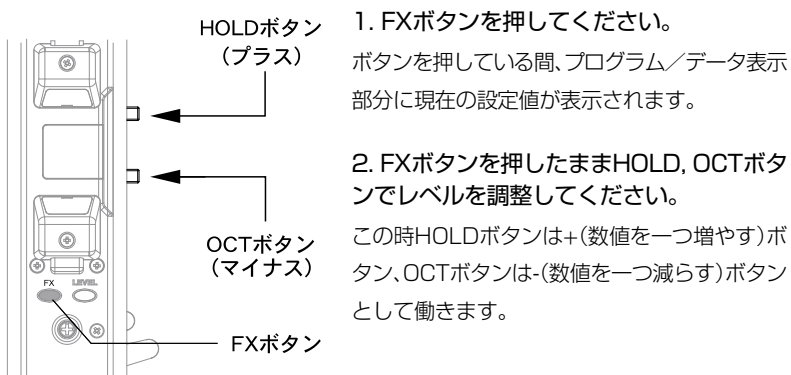 HOLDボタン
（プラス）
OCTボタン
（マイナス）
FX LEVEL
FXボタン
1. FXボタンを押してください。
ボタンを押している間、プログラム／データ表示
部分に現在の設定値が表示されます。
2. FXボタンを押したままHOLD, OCTボタ
ンでレベルを調整してください。
この時HOLDボタンは+（数値を一つ増やす）ボ
タン、OCTボタンは-（数値を一つ減らす）ボタン
として働きます。